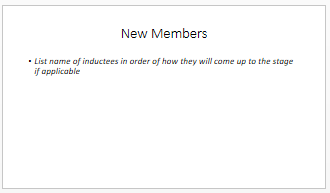 New Members
• List name of inductees in order of how they will come up to the stage
if applicable